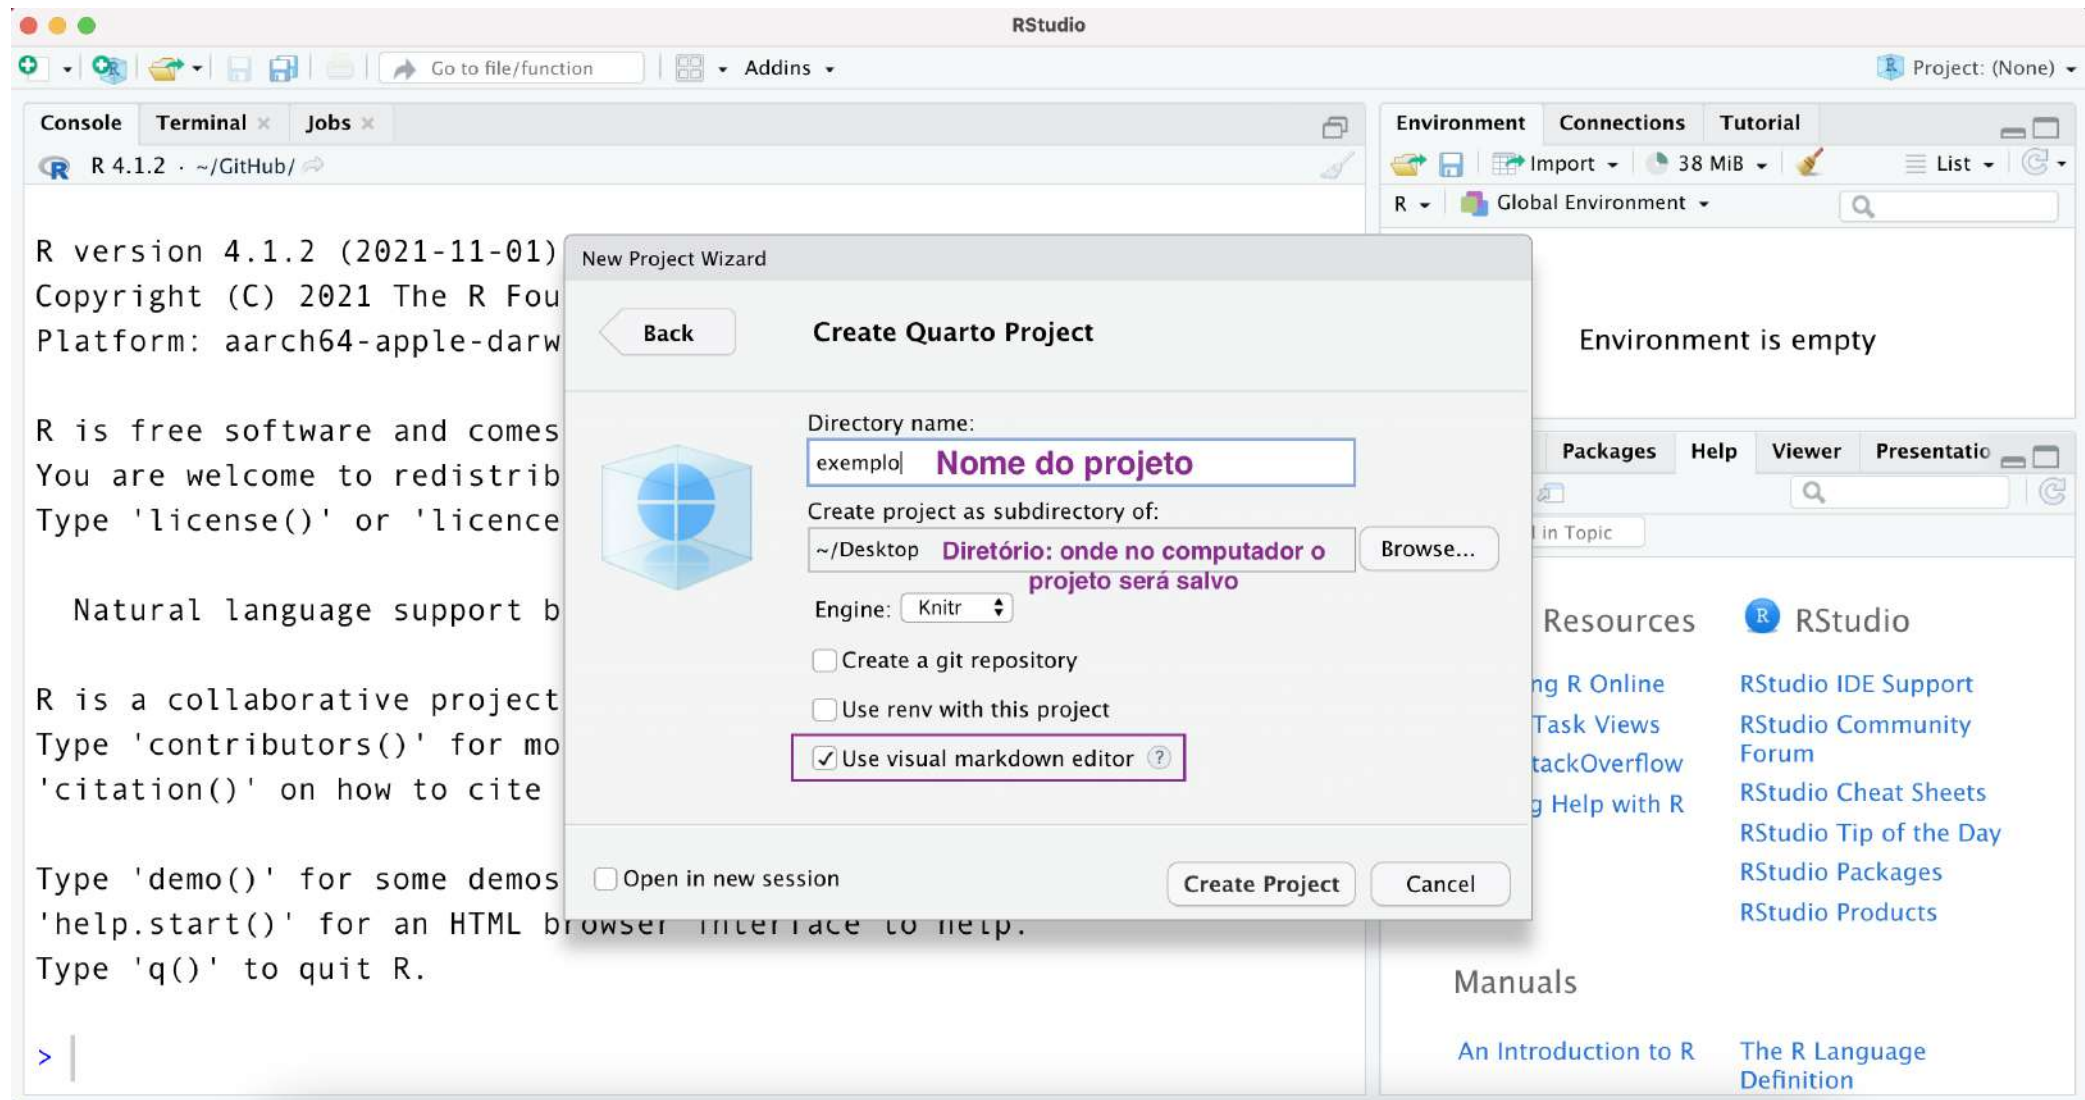 RStudio
Go to file/function
Addins
Project: (None)
Console Terminal Jobs
R 4.1.2 · ~/GitHub/
R version 4.1.2 (2021-11-01)
Copyright (C) 2021 The R Fou
Platform: aarch64-apple-darw
R is free software and comes
You are welcome to redistrib
Type 'license()' or 'licence
Natural language support b
R is a collaborative project
Type 'contributors()' for mo
'citation()' on how to cite
Type 'demo()' for some demos
'help.start()' for an HTML browser interface to help.
Type 'q()' to quit R.
>
New Project Wizard
Back
Create Quarto Project
Directory name:
exemplo Nome do projeto
Create project as subdirectory of:
~/Desktop Diretório: onde no computador o
projeto será salvo
Browse...
Engine: Knitr
Create a git repository
Use renv with this project
Use visual markdown editor ?
Open in new session
Create Project
Cancel
Environment Connections Tutorial
Import 38 MiB List
R Global Environment
Environment is empty
Packages Help Viewer Presentatio
in Topic
Resources
ng R Online
Task Views
tackOverflow
g Help with R
R RStudio
RStudio IDE Support
RStudio Community
Forum
RStudio Cheat Sheets
RStudio Tip of the Day
RStudio Packages
RStudio Products
Manuals
An Introduction to R
The R Language
Definition